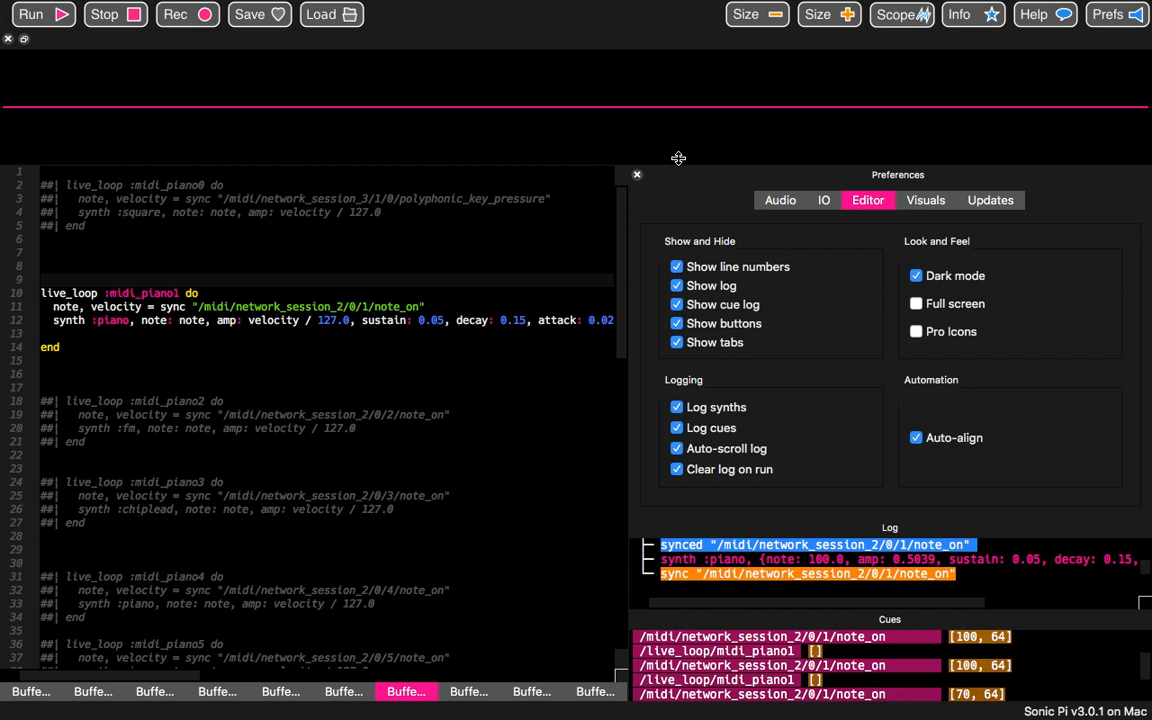 Run Stop Rec Save Load Size Size Scope Info Help Prefs
1
2 ##| live_loop :midi_piano0 do
3 ##|   note, velocity = sync "/midi/network_session_3/1/0/polyphonic_key_pressure"
4 ##|   synth :square, note: note, amp: velocity / 127.0
5 ##| end
6
7
8
9
10 live_loop :midi_piano1 do
11   note, velocity = sync "/midi/network_session_2/0/1/note_on"
12   synth :piano, note: note, amp: velocity / 127.0, sustain: 0.05, decay: 0.15, attack: 0.02
13
14 end
15
16
17
18 ##| live_loop :midi_piano2 do
19 ##|   note, velocity = sync "/midi/network_session_2/0/2/note_on"
20 ##|   synth :fm, note: note, amp: velocity / 127.0
21 ##| end
22
23
24 ##| live_loop :midi_piano3 do
25 ##|   note, velocity = sync "/midi/network_session_2/0/3/note_on"
26 ##|   synth :chiplead, note: note, amp: velocity / 127.0
27 ##| end
28
29
30
31 ##| live_loop :midi_piano4 do
32 ##|   note, velocity = sync "/midi/network_session_2/0/4/note_on"
33 ##|   synth :piano, note: note, amp: velocity / 127.0
34 ##| end
35
36 ##| live_loop :midi_piano5 do
37 ##|   note, velocity = sync "/midi/network_session_2/0/5/note_on"
Buffe... Buffe... Buffe... Buffe... Buffe... Buffe... Buffe... Buffe... Buffe... Buffe...
Preferences
Audio IO Editor Visuals Updates
Show and Hide
Show line numbers
Show log
Show cue log
Show buttons
Show tabs
Look and Feel
Dark mode
Full screen
Pro Icons
Logging
Log synths
Log cues
Auto-scroll log
Clear log on run
Automation
Auto-align
Log
synced "/midi/network_session_2/0/1/note_on"
synth :piano, {note: 100.0, amp: 0.5039, sustain: 0.05, decay: 0.15,
sync "/midi/network_session_2/0/1/note_on"
Cues
/midi/network_session_2/0/1/note_on [100, 64]
/live_loop/midi_piano1 []
/midi/network_session_2/0/1/note_on [100, 64]
/live_loop/midi_piano1 []
/midi/network_session_2/0/1/note_on [70, 64]
Sonic Pi v3.0.1 on Mac